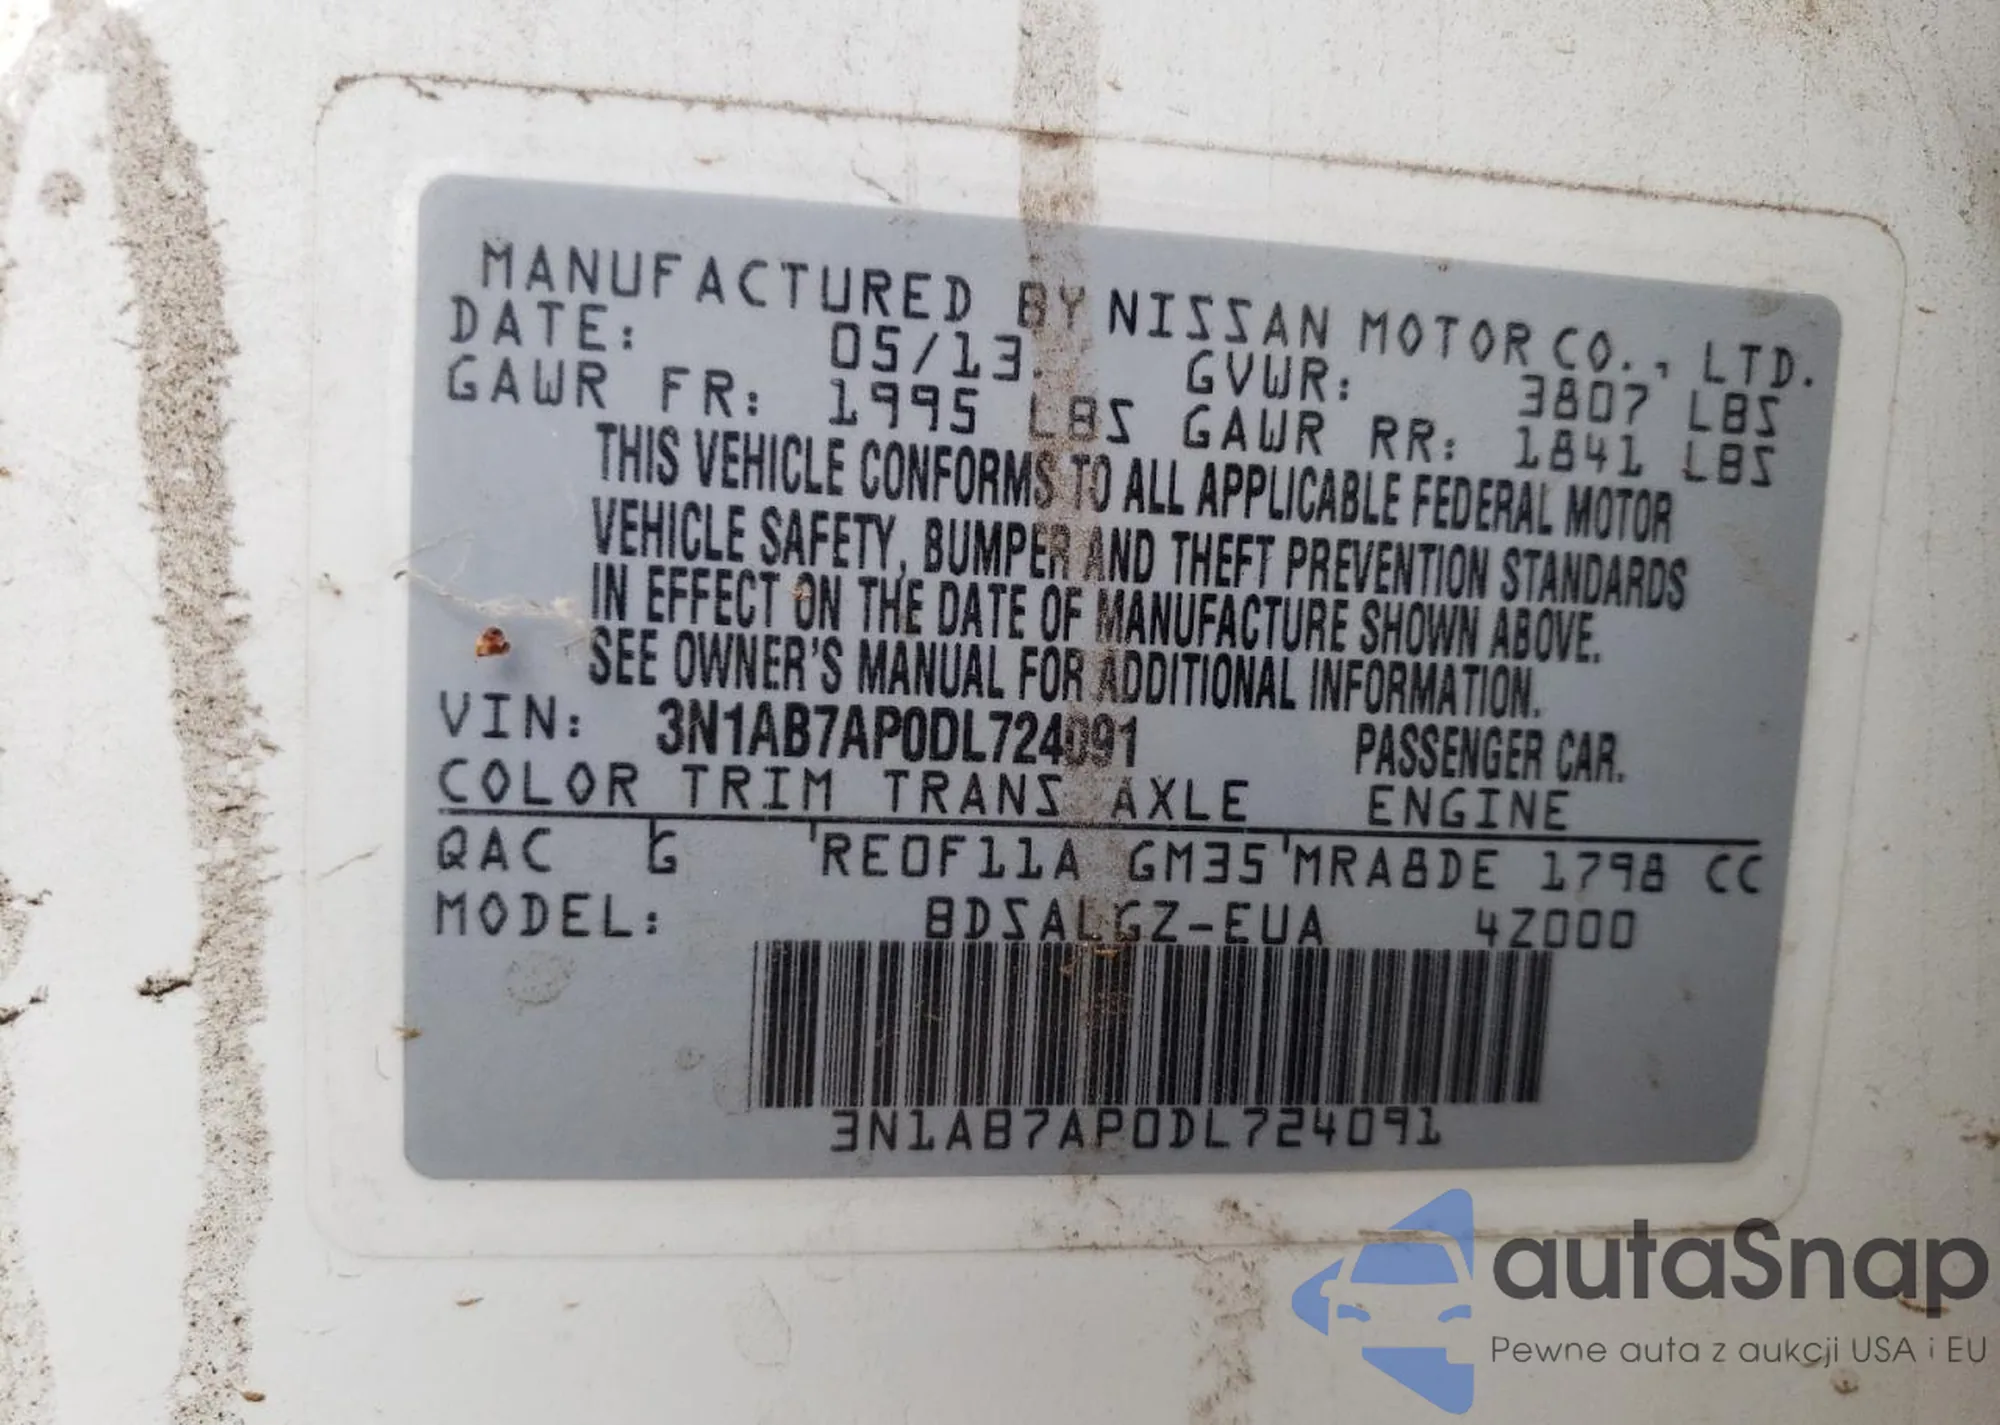 MANUFACTURED BY NISSAN MOTOR CO., LTD.
DATE: 05/13 GVWR: 3807 LBS
GAWR FR: 1995 LBS GAWR RR: 1841 LBS
THIS VEHICLE CONFORMS TO ALL APPLICABLE FEDERAL MOTOR
VEHICLE SAFETY, BUMPER AND THEFT PREVENTION STANDARDS
IN EFFECT ON THE DATE OF MANUFACTURE SHOWN ABOVE.
SEE OWNER'S MANUAL FOR ADDITIONAL INFORMATION.
VIN: 3N1AB7AP0DL724091 PASSENGER CAR.
COLOR TRIM TRANS AXLE ENGINE
QAC G RE0F11A GM35 MRA8DE 1798 CC
MODEL: BDSALGZ-EUA 4Z000
3N1AB7AP0DL724091
autaSnap
Pewne auta z aukcji USA i EU